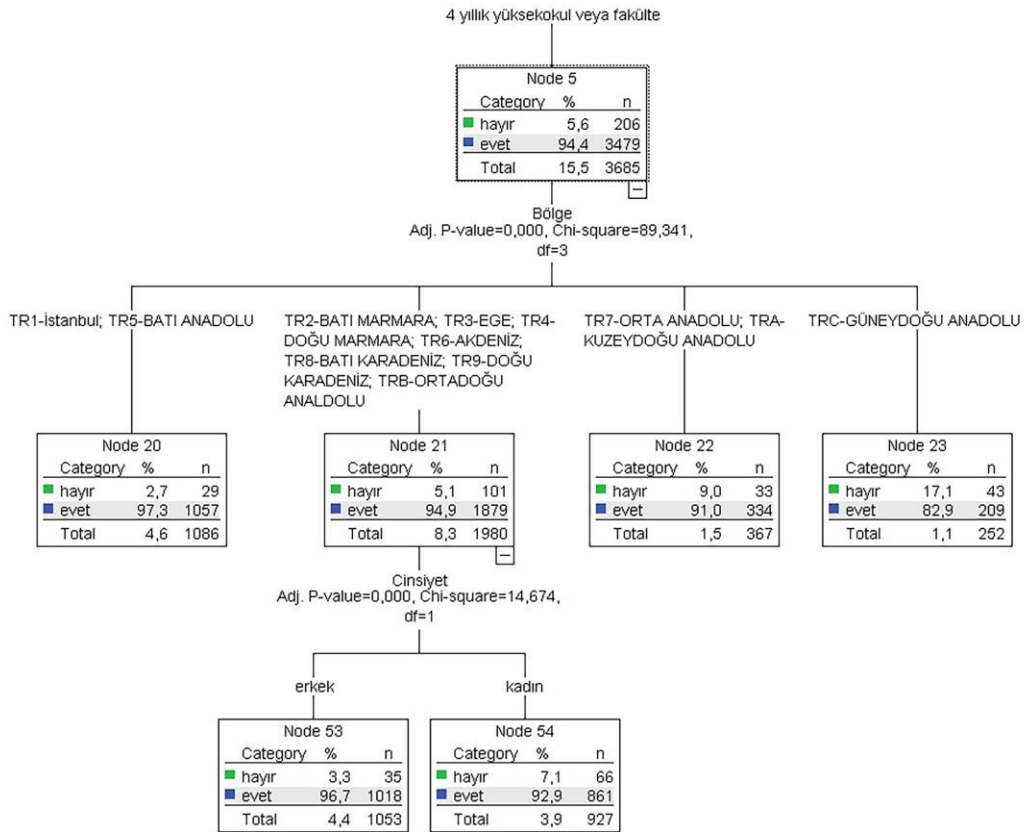 4 yıllık yüksekokul veya fakülte
Node 5
Category % n
hayır 5,6 206
evet 94,4 3479
Total 15,5 3685
Bölge
Adj. P-value=0,000, Chi-square=89,341,
df=3
TR1-İstanbul; TR5-BATI ANADOLU
TR2-BATI MARMARA; TR3-EGE; TR4-
DOĞU MARMARA; TR6-AKDENİZ;
TR8-BATI KARADENİZ; TR9-DOĞU
KARADENİZ; TRB-ORTADOĞU
ANALDOLU
TR7-ORTA ANADOLU; TRA-
KUZEYDOĞU ANADOLU
TRC-GÜNEYDOĞU ANADOLU
Node 20
Category % n
hayır 2,7 29
evet 97,3 1057
Total 4,6 1086
Node 21
Category % n
hayır 5,1 101
evet 94,9 1879
Total 8,3 1980
Node 22
Category % n
hayır 9,0 33
evet 91,0 334
Total 1,5 367
Node 23
Category % n
hayır 17,1 43
evet 82,9 209
Total 1,1 252
Cinsiyet
Adj. P-value=0,000, Chi-square=14,674,
df=1
erkek
kadın
Node 53
Category % n
hayır 3,3 35
evet 96,7 1018
Total 4,4 1053
Node 54
Category % n
hayır 7,1 66
evet 92,9 861
Total 3,9 927